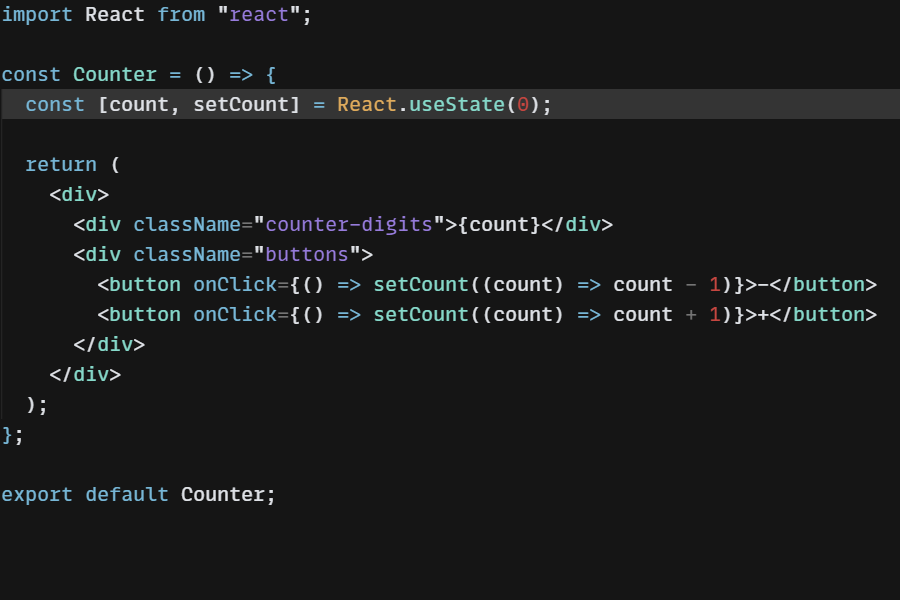 import React from "react";

const Counter = () => {
  const [count, setCount] = React.useState(0);

  return (
    <div>
      <div className="counter-digits">{count}</div>
      <div className="buttons">
        <button onClick={() => setCount((count) => count - 1)}>-</button>
        <button onClick={() => setCount((count) => count + 1)}>+</button>
      </div>
    </div>
  );
};

export default Counter;